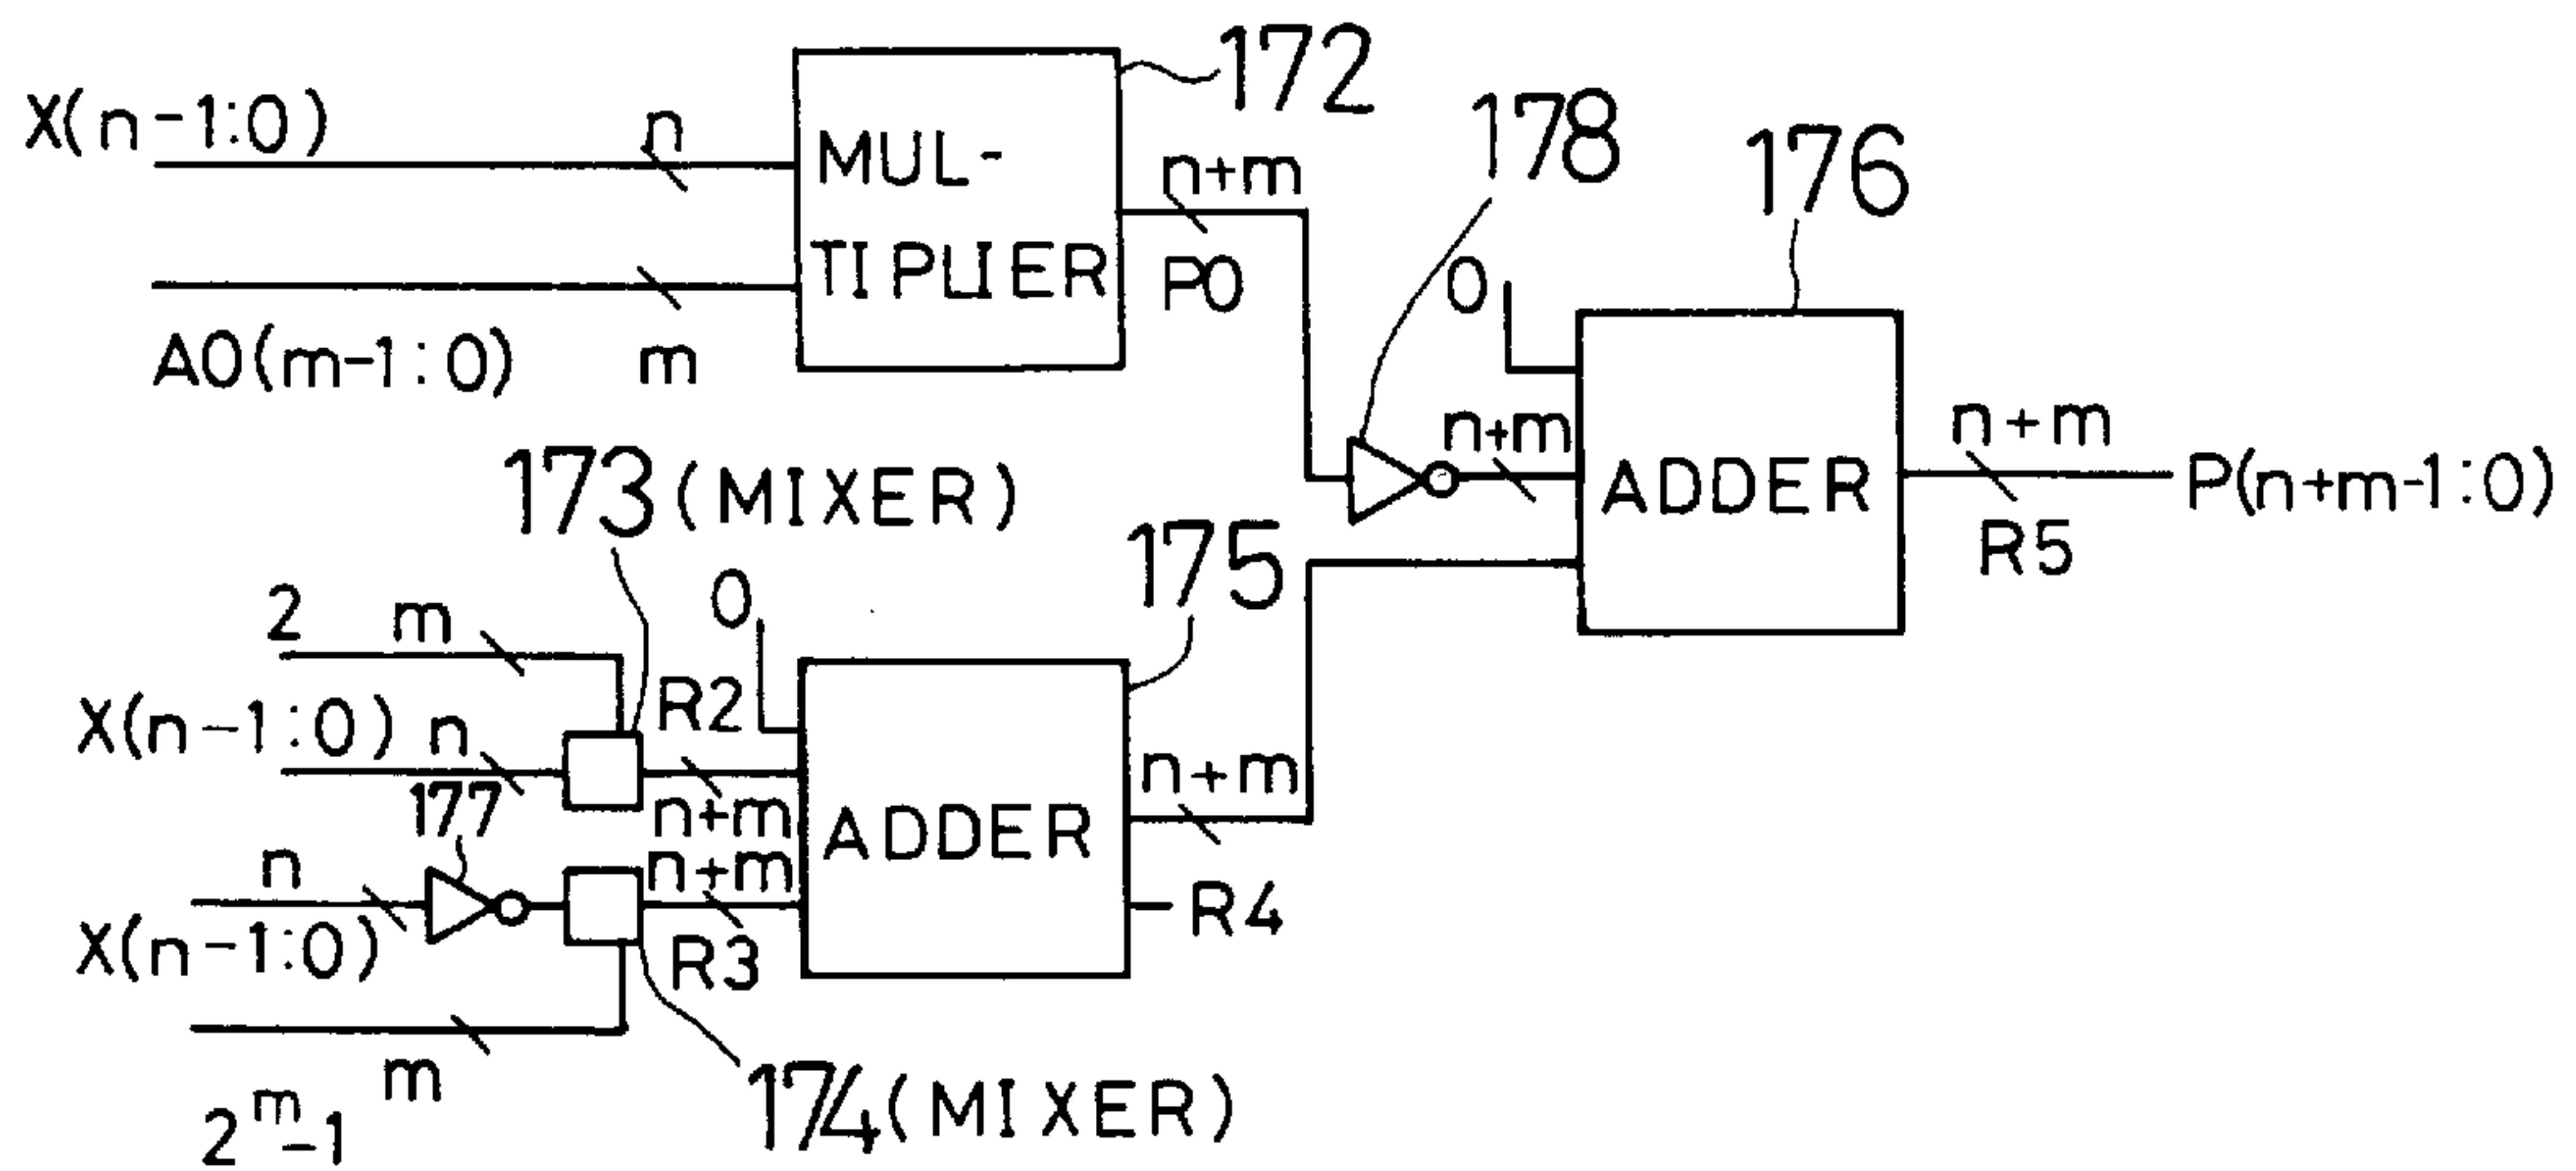 172
X(n-1:0)
n
MUL-
TIPLIER
n+m
P0
178
176
A0(m-1:0)
m
0
n+m
ADDER
n+m
R5
P(n+m-1:0)
173(MIXER)
175
2
m
0
X(n-1:0)
n
R2
n+m
177
ADDER
n+m
n
n+m
R3
R4
X(n-1:0)
m
2^m-1
174(MIXER)